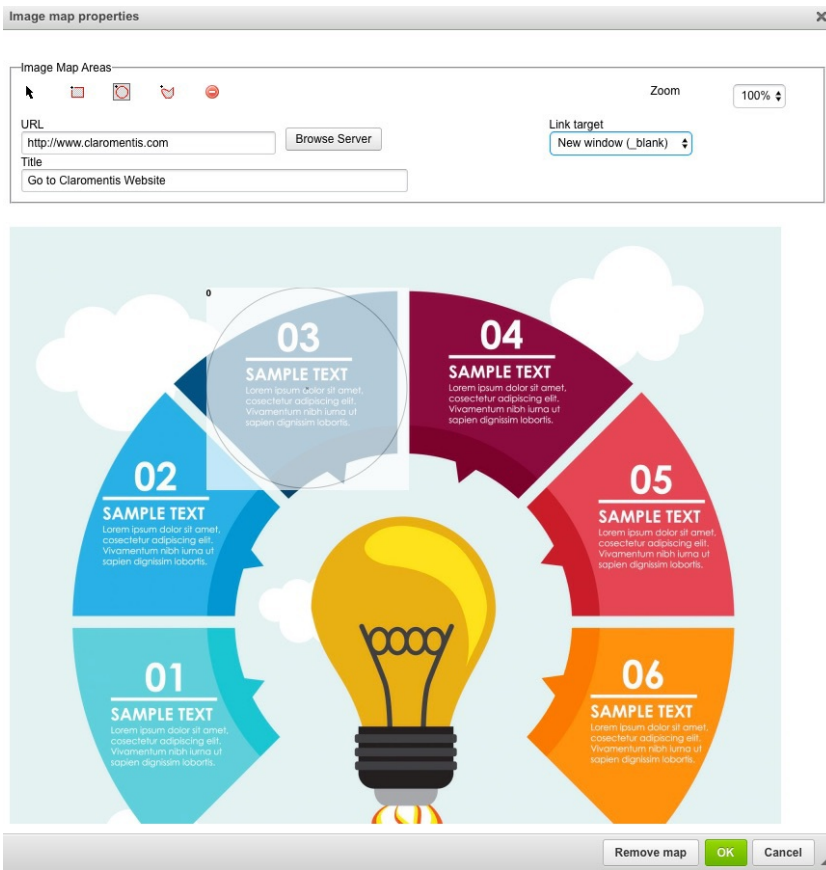 Image map properties
Image Map Areas
Zoom
100%
URL
Link target
http://www.claromentis.com
Browse Server
New window (_blank)
Title
Go to Claromentis Website
0
03
SAMPLE TEXT
Lorem ipsum dolor sit amet,
cosectetur adipiscing elit.
Vivamentum nibh iurna ut
sapien dignissim lobortis.
04
SAMPLE TEXT
Lorem ipsum dolor sit amet,
cosectetur adipiscing elit.
Vivamentum nibh iurna ut
sapien dignissim lobortis.
02
SAMPLE TEXT
Lorem ipsum dolor sit amet,
cosectetur adipiscing elit.
Vivamentum nibh iurna ut
sapien dignissim lobortis.
05
SAMPLE TEXT
Lorem ipsum dolor sit amet,
cosectetur adipiscing elit.
Vivamentum nibh iurna ut
sapien dignissim lobortis.
01
SAMPLE TEXT
Lorem ipsum dolor sit amet,
cosectetur adipiscing elit.
Vivamentum nibh iurna ut
sapien dignissim lobortis.
06
SAMPLE TEXT
Lorem ipsum dolor sit amet,
cosectetur adipiscing elit.
Vivamentum nibh iurna ut
sapien dignissim lobortis.
Remove map
OK
Cancel